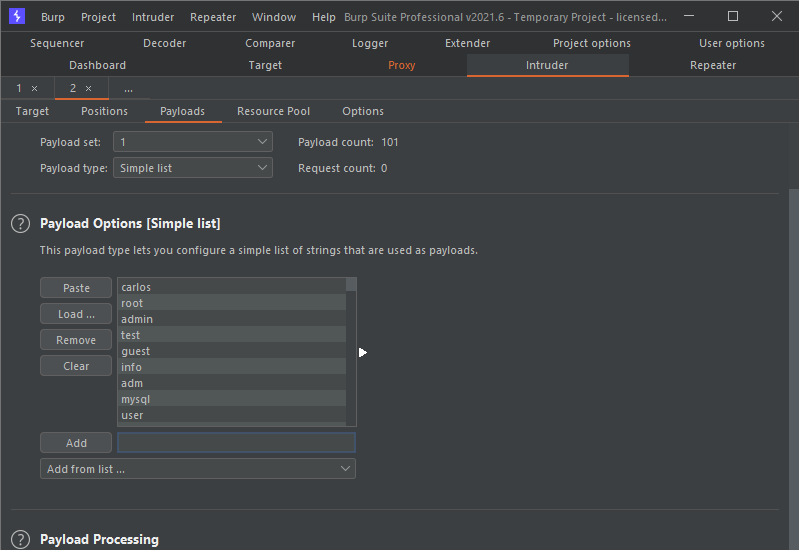 Burp Project Intruder Repeater Window Help Burp Suite Professional v2021.6 - Temporary Project - licensed...
Sequencer Decoder Comparer Logger Extender Project options User options
Dashboard Target Proxy Intruder Repeater
1 × 2 × ...
Target Positions Payloads Resource Pool Options
Payload set: 1 Payload count: 101
Payload type: Simple list Request count: 0
? Payload Options [Simple list]
This payload type lets you configure a simple list of strings that are used as payloads.
Paste carlos
root
Load ... admin
test
Remove guest
Clear info
adm
mysql
user
Add
Add from list ...
? Payload Processing